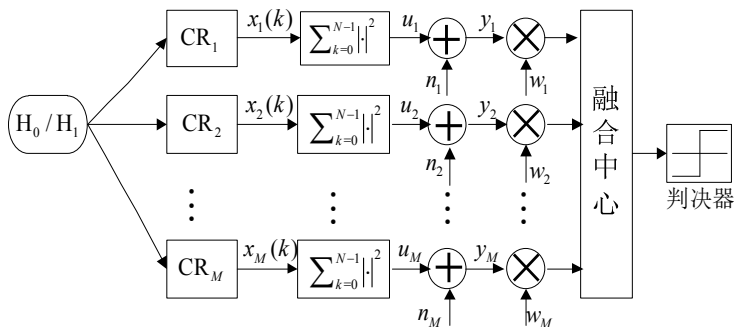 H₀/H₁
CR₁ x₁(k) ∑ₖ₌₀ᴺ⁻¹|·|² u₁ + y₁ ×
n₁ w₁
CR₂ x₂(k) ∑ₖ₌₀ᴺ⁻¹|·|² u₂ + y₂ ×
n₂ w₂
CR_M x_M(k) ∑ₖ₌₀ᴺ⁻¹|·|² u_M + y_M ×
n_M w_M
融合中心
判决器